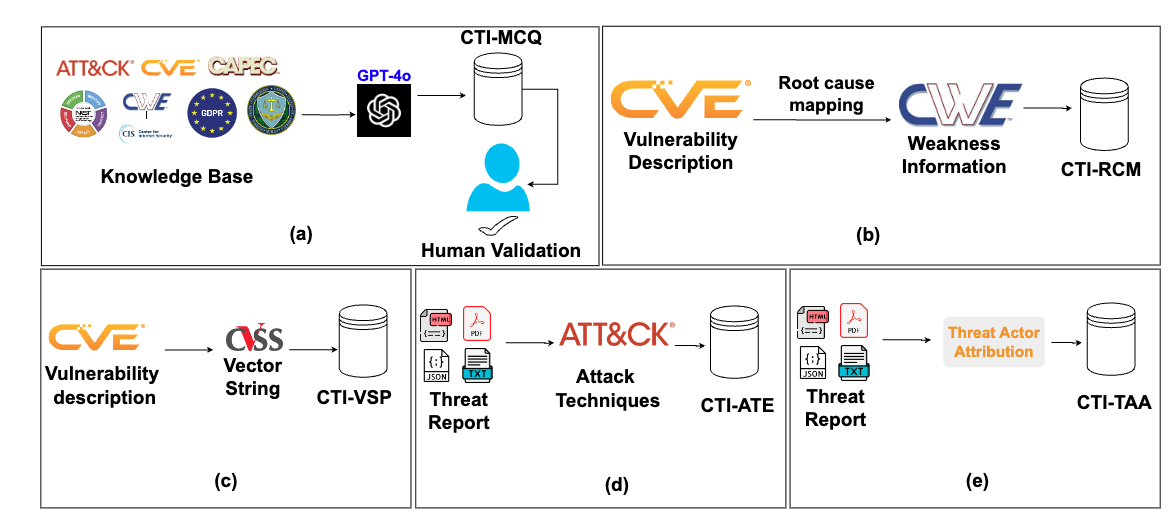 ATT&CK® CVE® CAPEC™
NIST CWE GDPR
CIS Center for Internet Security®
Knowledge Base
GPT-4o
CTI-MCQ
Human Validation
(a)
CVE®
Vulnerability
Description
Root cause
mapping
CWE™
Weakness
Information
CTI-RCM
(b)
CVE®
Vulnerability
description
CVSS
Vector
String
CTI-VSP
(c)
HTML
PDF
JSON
TXT
Threat
Report
ATT&CK®
Attack
Techniques
CTI-ATE
(d)
HTML
PDF
JSON
TXT
Threat
Report
Threat Actor
Attribution
CTI-TAA
(e)